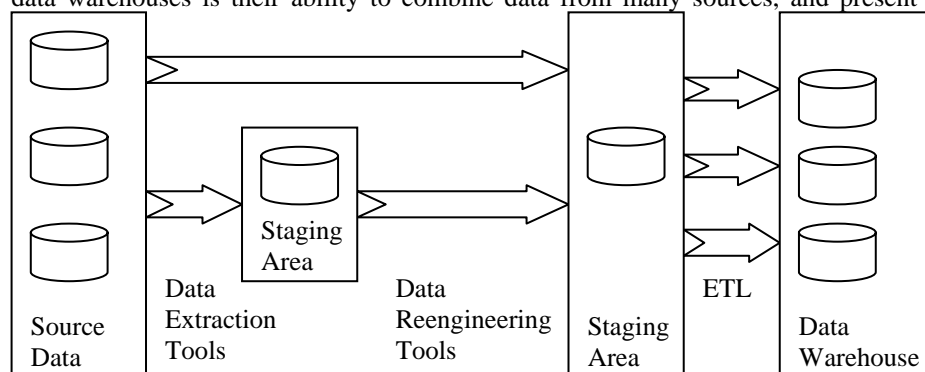 data warehouses is their ability to combine data from many sources, and present
Staging
Area
Source
Data
Data
Extraction
Tools
Data
Reengineering
Tools
Staging
Area
ETL
Data
Warehouse